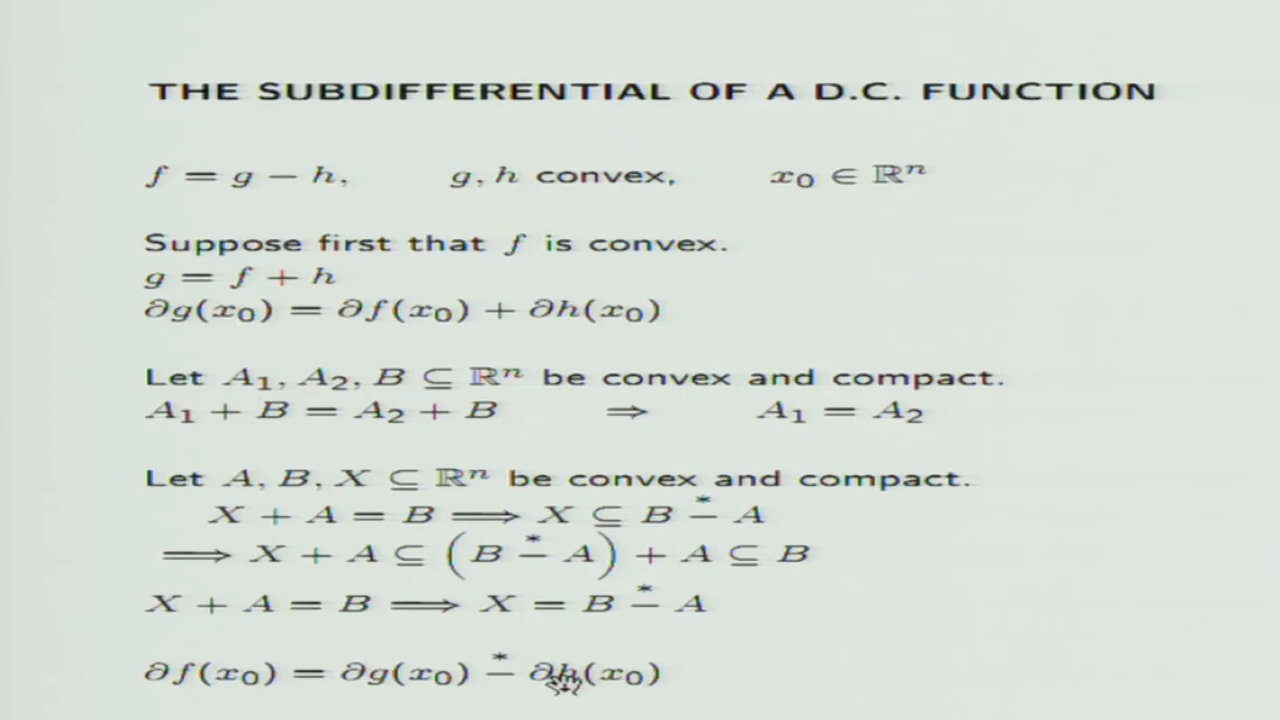 THE SUBDIFFERENTIAL OF A D.C. FUNCTION
f = g − h, g, h convex, x₀ ∈ ℝⁿ
Suppose first that f is convex.
g = f + h
∂g(x₀) = ∂f(x₀) + ∂h(x₀)
Let A₁, A₂, B ⊆ ℝⁿ be convex and compact.
A₁ + B = A₂ + B ⇒ A₁ = A₂
Let A, B, X ⊆ ℝⁿ be convex and compact.
X + A = B ⟹ X ⊆ B −* A
⟹ X + A ⊆ (B −* A) + A ⊆ B
X + A = B ⟹ X = B −* A
∂f(x₀) = ∂g(x₀) −* ∂h(x₀)